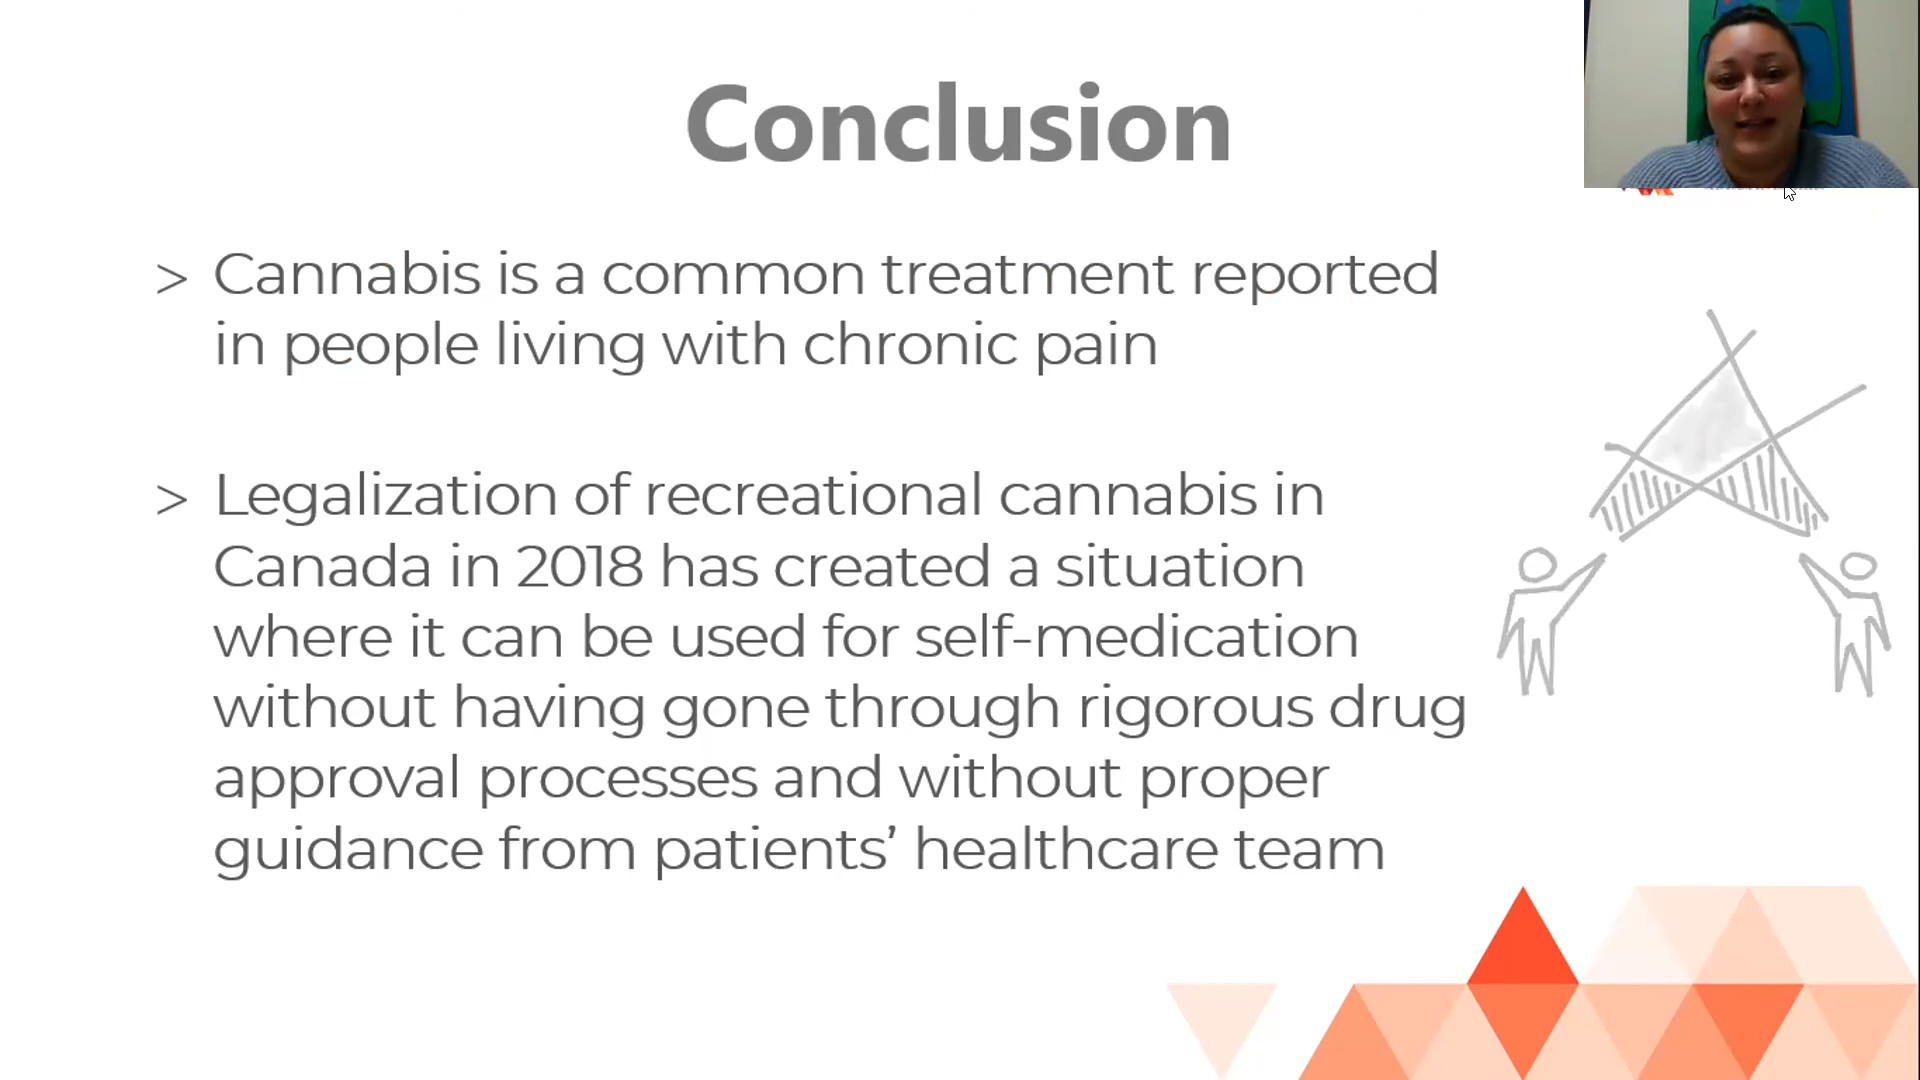 Conclusion
> Cannabis is a common treatment reported
in people living with chronic pain
> Legalization of recreational cannabis in
Canada in 2018 has created a situation
where it can be used for self-medication
without having gone through rigorous drug
approval processes and without proper
guidance from patients’ healthcare team